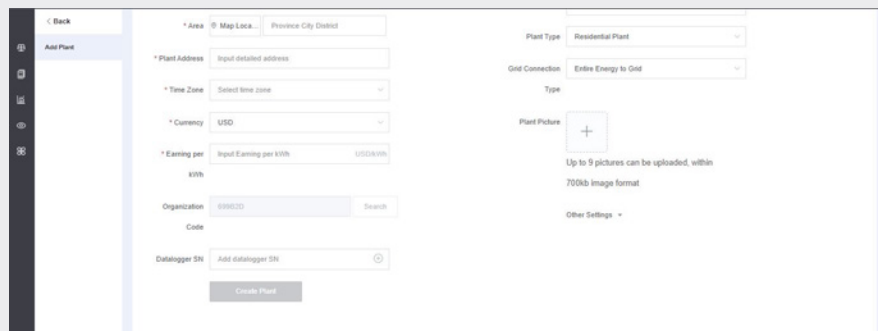 Back
Add Plant
* Area
Map Loca...
Province City District
* Plant Address
Input detailed address
* Time Zone
Select time zone
* Currency
USD
* Earning per kWh
Input Earning per kWh
USD/kWh
Organization Code
699B2D
Search
Datalogger SN
Add datalogger SN
Create Plant
Plant Type
Residential Plant
Grid Connection Type
Entire Energy to Grid
Plant Picture
Up to 9 pictures can be uploaded, within
700kb image format
Other Settings